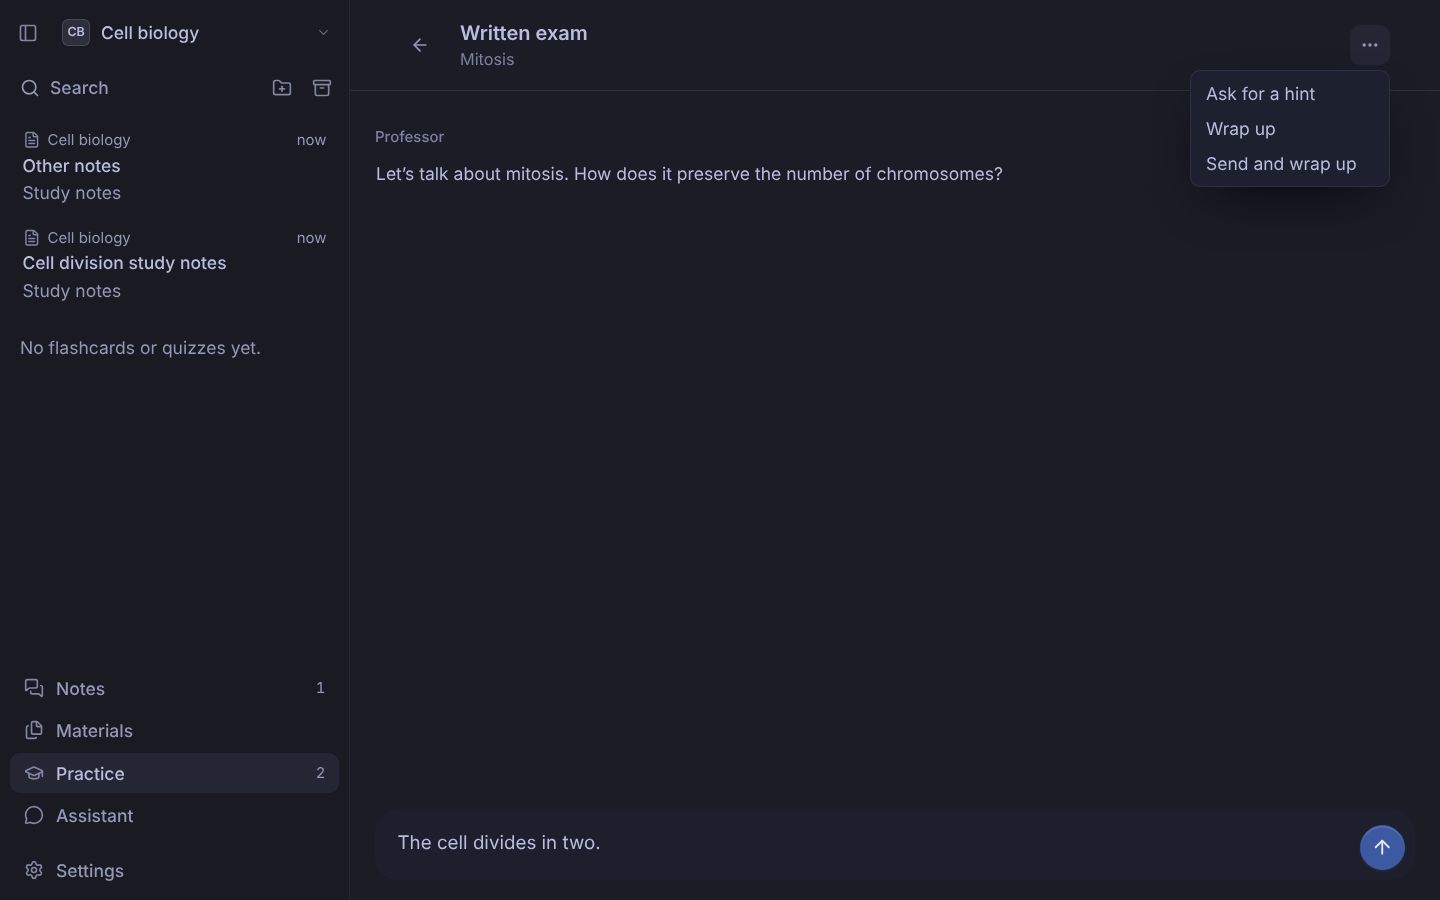 CB Cell biology
Search
Cell biology now
Other notes
Study notes
Cell biology now
Cell division study notes
Study notes
No flashcards or quizzes yet.
Notes 1
Materials
Practice 2
Assistant
Settings
Written exam
Mitosis
Ask for a hint
Wrap up
Send and wrap up
Professor
Let’s talk about mitosis. How does it preserve the number of chromosomes?
The cell divides in two.